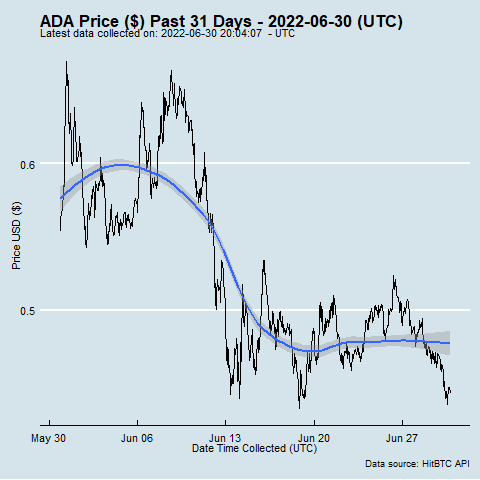 ADA Price ($) Past 31 Days - 2022-06-30 (UTC)
Latest data collected on: 2022-06-30 20:04:07 - UTC
Price USD ($)
0.6
0.5
May 30 Jun 06 Jun 13 Jun 20 Jun 27
Date Time Collected (UTC)
Data source: HitBTC API